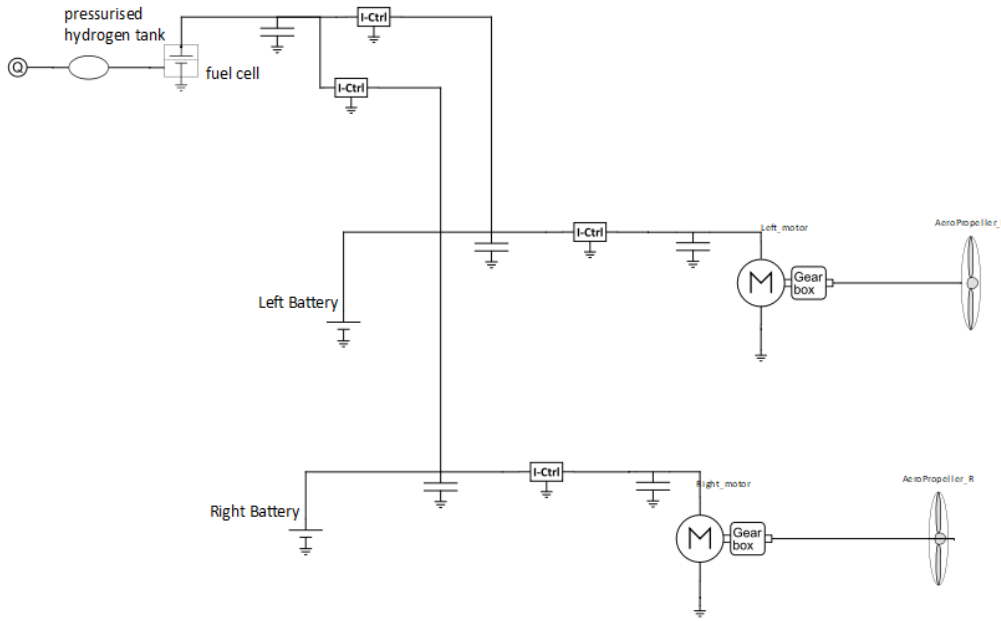 pressurised
hydrogen tank
I-Ctrl
Q
fuel cell
I-Ctrl
Left_motor
AeroPropeller_
I-Ctrl
M
Gear
box
Left Battery
I-Ctrl
Right_motor
AeroPropeller_R
Right Battery
M
Gear
box